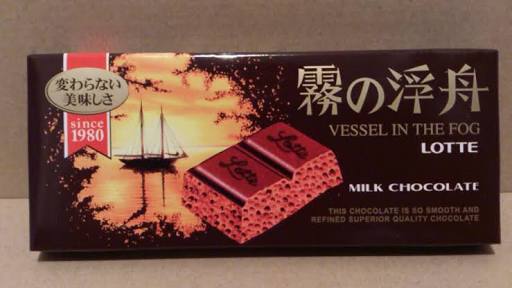 変わらない
美味しさ
since
1980
霧の浮舟
VESSEL IN THE FOG
LOTTE
Lotte
Lotte
MILK CHOCOLATE
THIS CHOCOLATE IS SO SMOOTH AND
REFINED SUPERIOR QUALITY CHOCOLATE